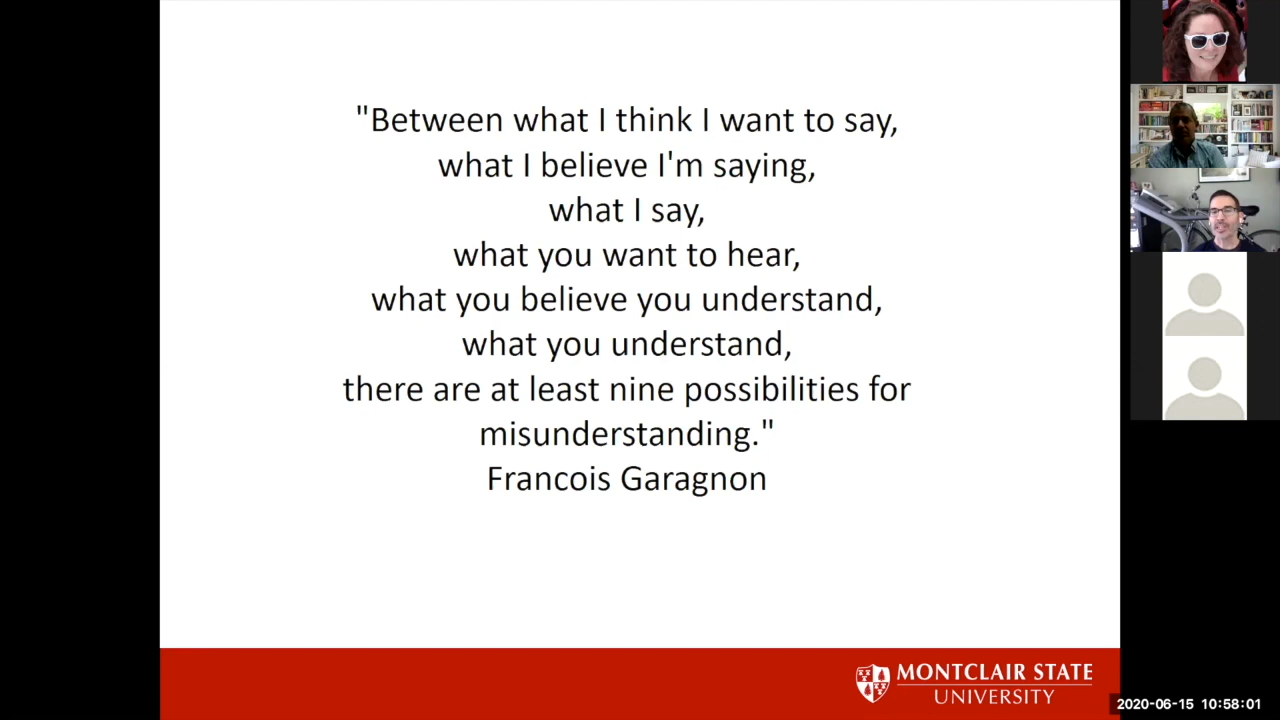 "Between what I think I want to say,
what I believe I'm saying,
what I say,
what you want to hear,
what you believe you understand,
what you understand,
there are at least nine possibilities for
misunderstanding."
Francois Garagnon
MONTCLAIR STATE
UNIVERSITY
2020-06-15 10:58:01